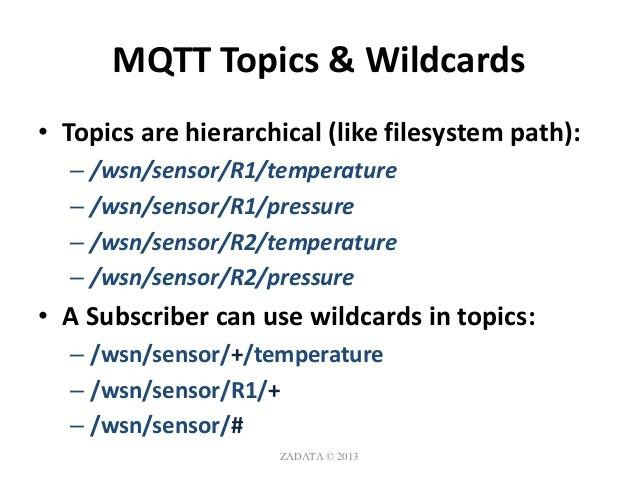 MQTT Topics & Wildcards
• Topics are hierarchical (like filesystem path):
– /wsn/sensor/R1/temperature
– /wsn/sensor/R1/pressure
– /wsn/sensor/R2/temperature
– /wsn/sensor/R2/pressure
• A Subscriber can use wildcards in topics:
– /wsn/sensor/+/temperature
– /wsn/sensor/R1/+
– /wsn/sensor/#
ZADATA © 2013